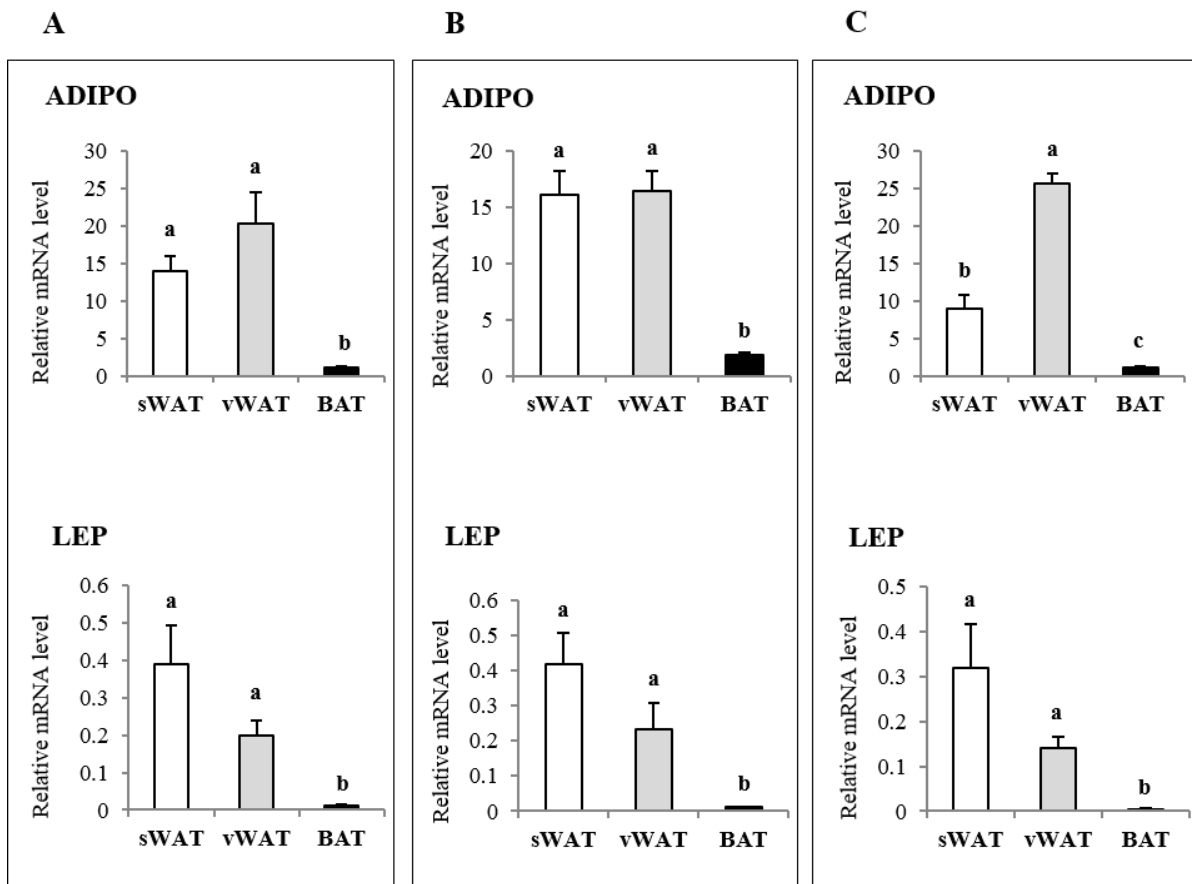 A
B
C
ADIPO
Relative mRNA level
30
25
20
15
10
5
0
a
a
b
sWAT vWAT BAT
ADIPO
Relative mRNA level
20
15
10
5
0
a
a
b
sWAT vWAT BAT
ADIPO
Relative mRNA level
30
25
20
15
10
5
0
b
a
c
sWAT vWAT BAT
LEP
Relative mRNA level
0.6
0.5
0.4
0.3
0.2
0.1
0
a
a
b
sWAT vWAT BAT
LEP
Relative mRNA level
0.6
0.5
0.4
0.3
0.2
0.1
0
a
a
b
sWAT vWAT BAT
LEP
Relative mRNA level
0.5
0.4
0.3
0.2
0.1
0
a
a
b
sWAT vWAT BAT